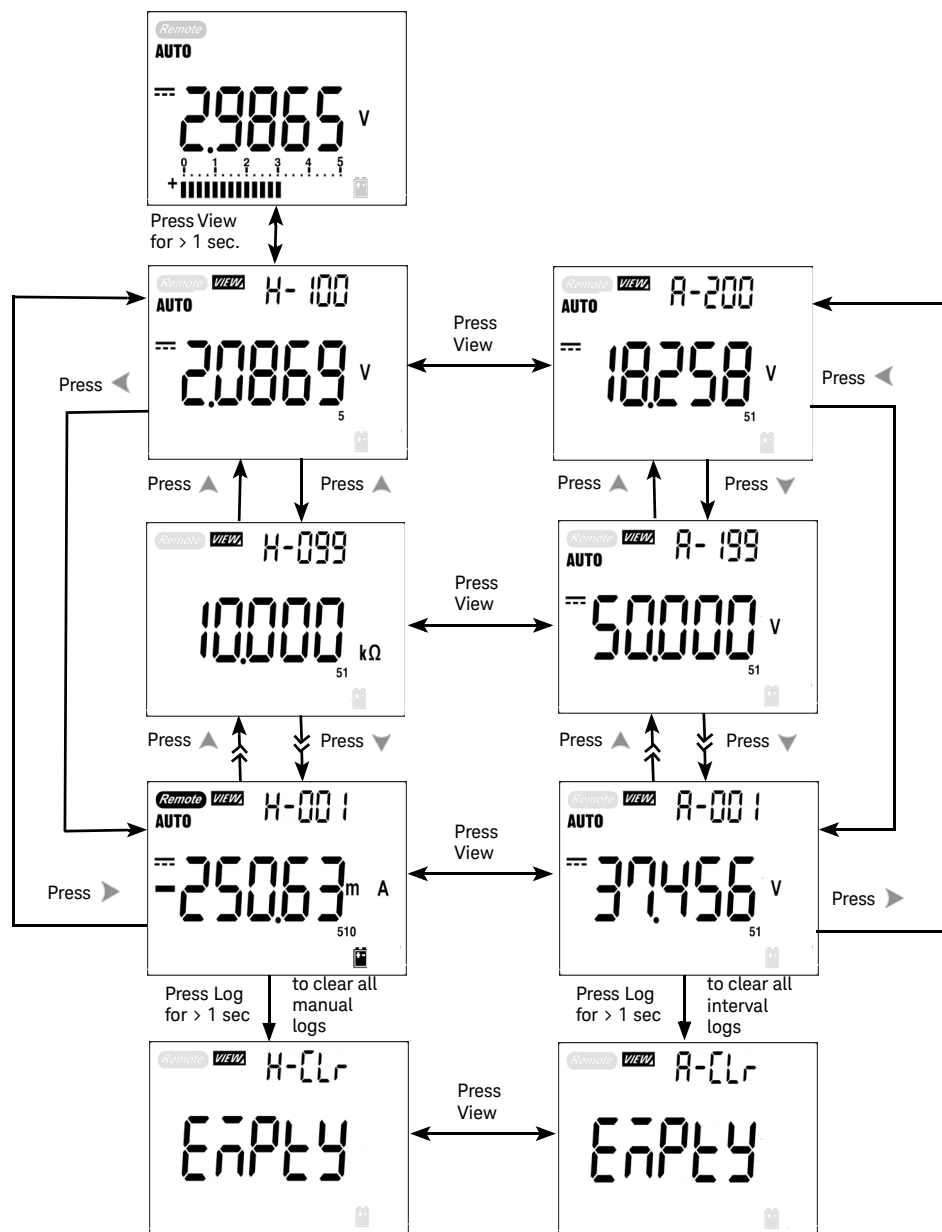 Remote
AUTO
2.9865 V
0 1 2 3 4 5
+
Press View
for > 1 sec.
Remote VIEW H-100
AUTO
2.0869 V
5
Press
View
Remote VIEW A-200
AUTO
18.258 V
51
Press
Press
Press
Press
Press
Press
Remote VIEW H-099
10.000 kΩ
51
Press
View
Remote VIEW A-199
AUTO
50.000 V
51
Press
Press
Press
Press
Remote VIEW H-001
AUTO
-250.63 m A
510
Press
View
Remote VIEW A-001
AUTO
37.456 V
51
Press
Press
Press Log
for > 1 sec
to clear all
manual
logs
Press Log
for > 1 sec
to clear all
interval
logs
Remote VIEW H-CLr
EmPty
Press
View
Remote VIEW A-CLr
EmPty